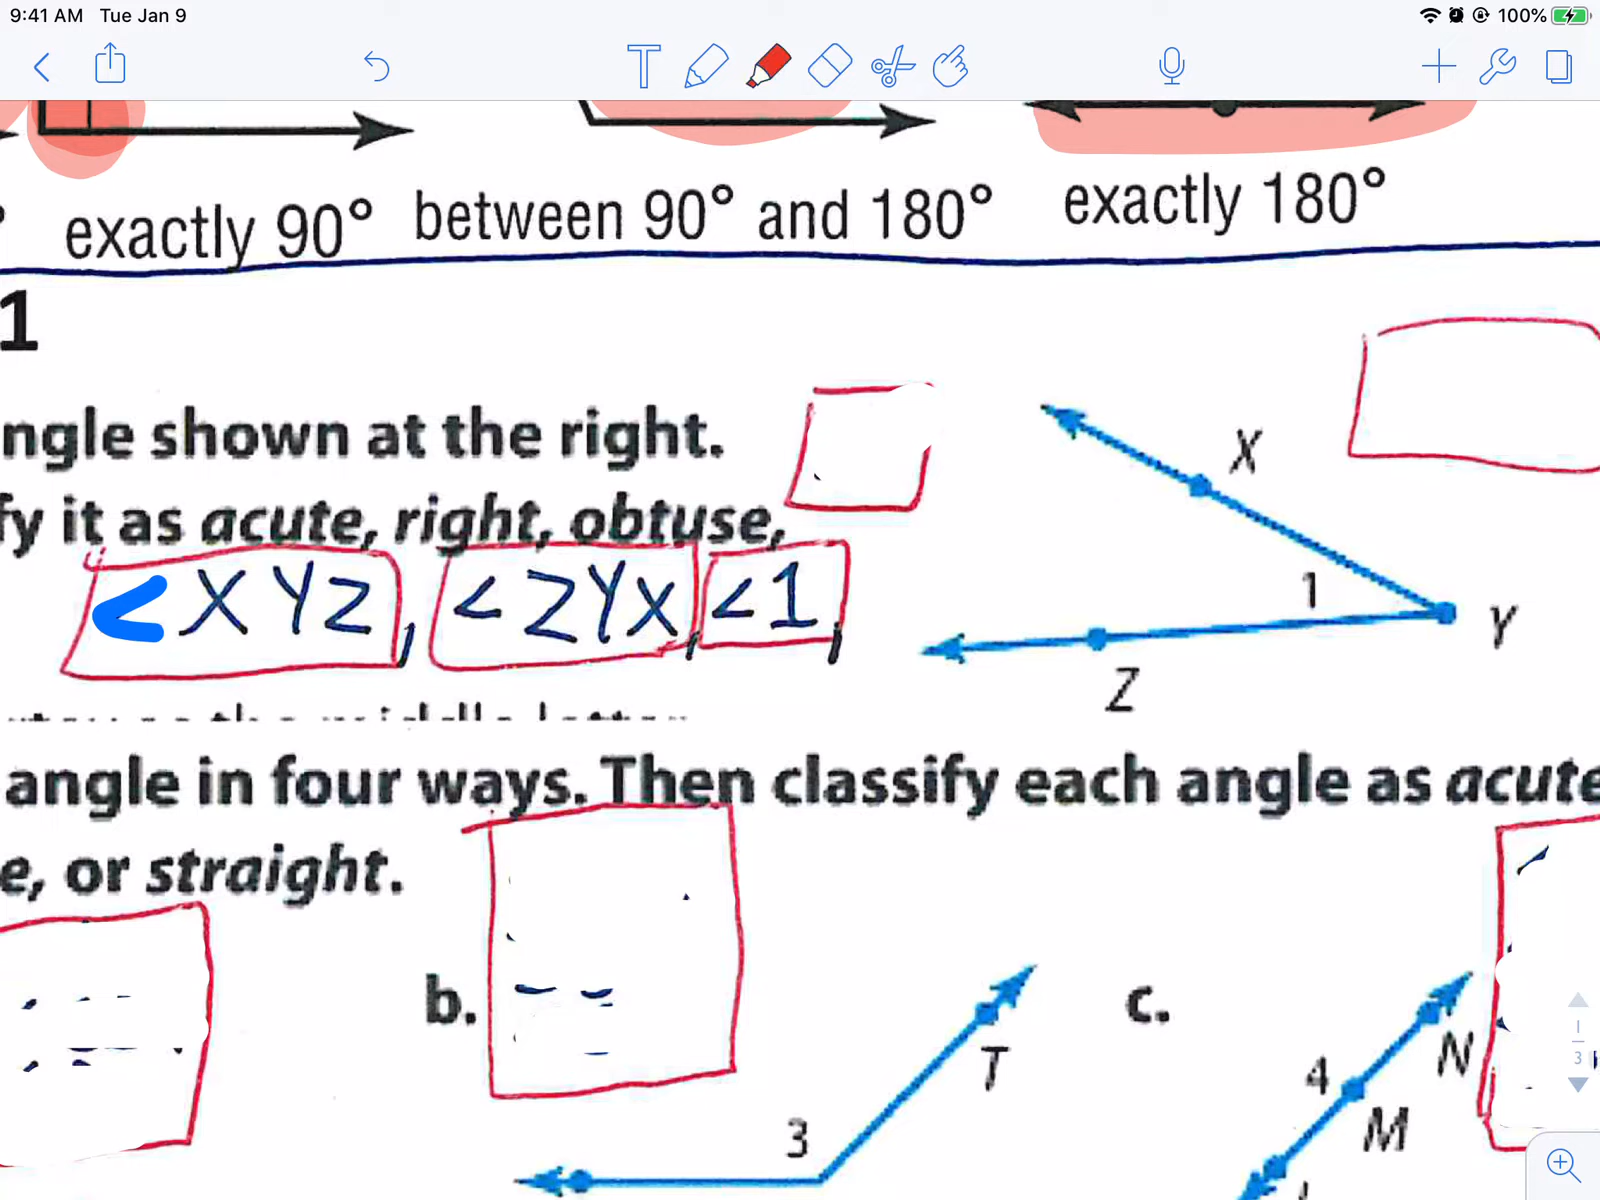 9:41 AM Tue Jan 9
100%
exactly 90° between 90° and 180° exactly 180°
1
ngle shown at the right.
fy it as acute, right, obtuse,
X
<XYZ, <ZYX, <1,
1
Y
Z
angle in four ways. Then classify each angle as acute
e, or straight.
b.
c.
T
N
4
M
3
1
3